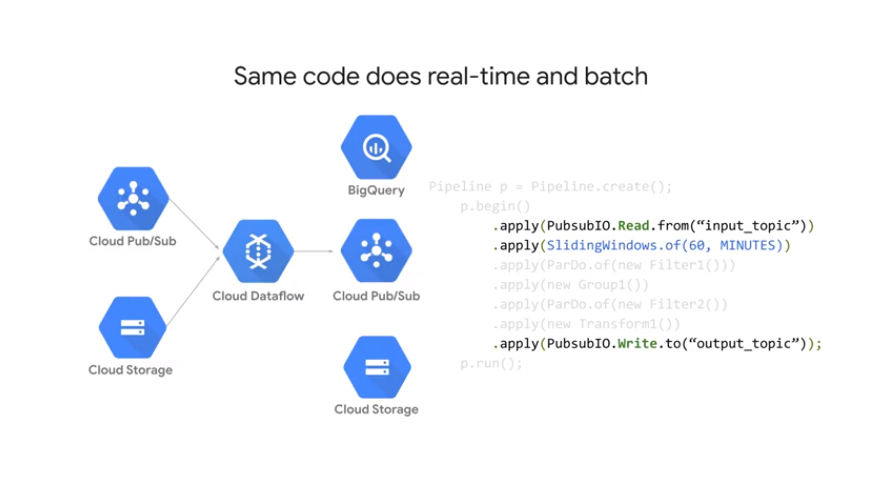 Same code does real-time and batch
BigQuery
Cloud Pub/Sub
Cloud Dataflow
Cloud Pub/Sub
Cloud Storage
Cloud Storage
Pipeline p = Pipeline.create();
p.begin()
.apply(PubsubIO.Read.from(“input_topic”))
.apply(SlidingWindows.of(60, MINUTES))
.apply(ParDo.of(new Filter1()))
.apply(new Group1())
.apply(ParDo.of(new Filter2())
.apply(new Transform1())
.apply(PubsubIO.Write.to(“output_topic”));
p.run();